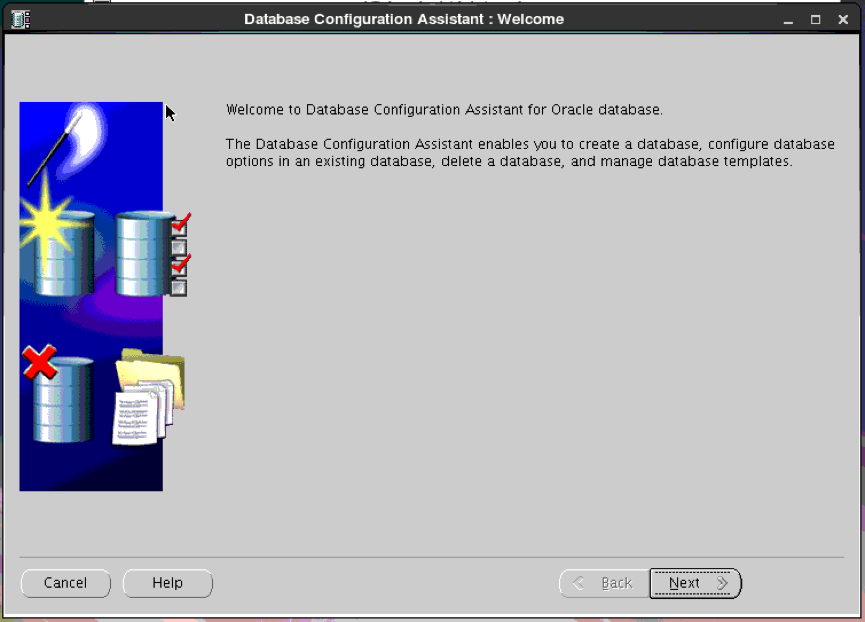 Database Configuration Assistant : Welcome
Welcome to Database Configuration Assistant for Oracle database.
The Database Configuration Assistant enables you to create a database, configure database
options in an existing database, delete a database, and manage database templates.
Cancel
Help
Back
Next